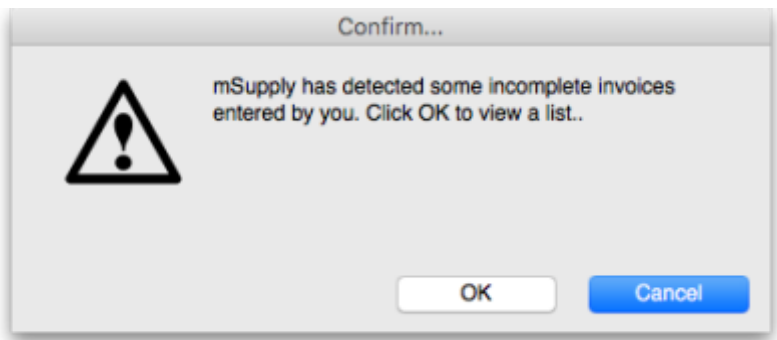 Confirm...
mSupply has detected some incomplete invoices
entered by you. Click OK to view a list..
OK
Cancel